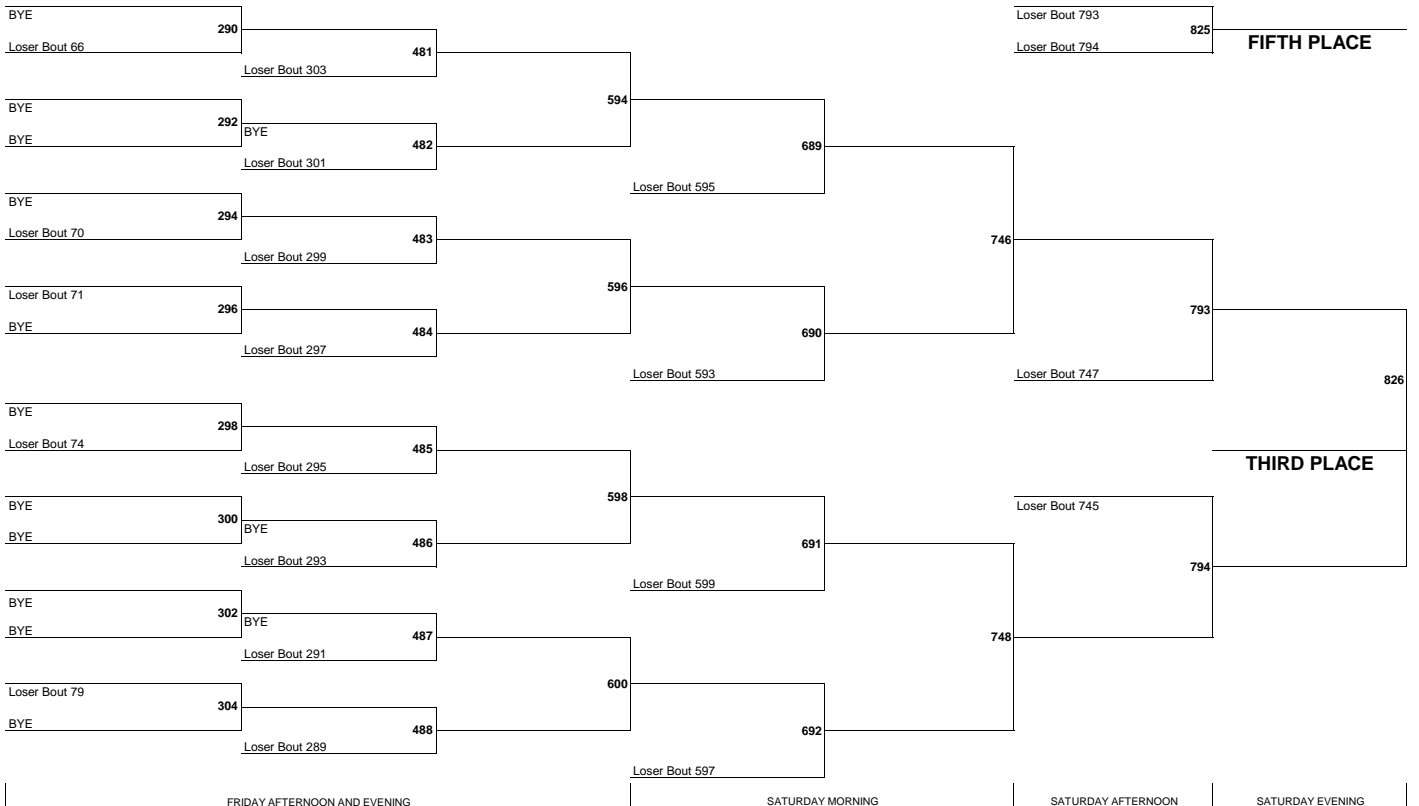 BYE
290
Loser Bout 66
481
Loser Bout 303
594
BYE
292
BYE
BYE
482
Loser Bout 301
689
Loser Bout 595
BYE
294
Loser Bout 70
483
Loser Bout 299
746
596
Loser Bout 71
296
BYE
484
Loser Bout 297
690
Loser Bout 593
793
Loser Bout 747
826
BYE
298
Loser Bout 74
485
Loser Bout 295
THIRD PLACE
598
BYE
300
BYE
BYE
486
Loser Bout 293
691
Loser Bout 599
Loser Bout 745
794
BYE
302
BYE
BYE
487
Loser Bout 291
748
600
Loser Bout 79
304
BYE
488
Loser Bout 289
692
Loser Bout 597
Loser Bout 793
825
Loser Bout 794
FIFTH PLACE
FRIDAY AFTERNOON AND EVENING
SATURDAY MORNING
SATURDAY AFTERNOON
SATURDAY EVENING